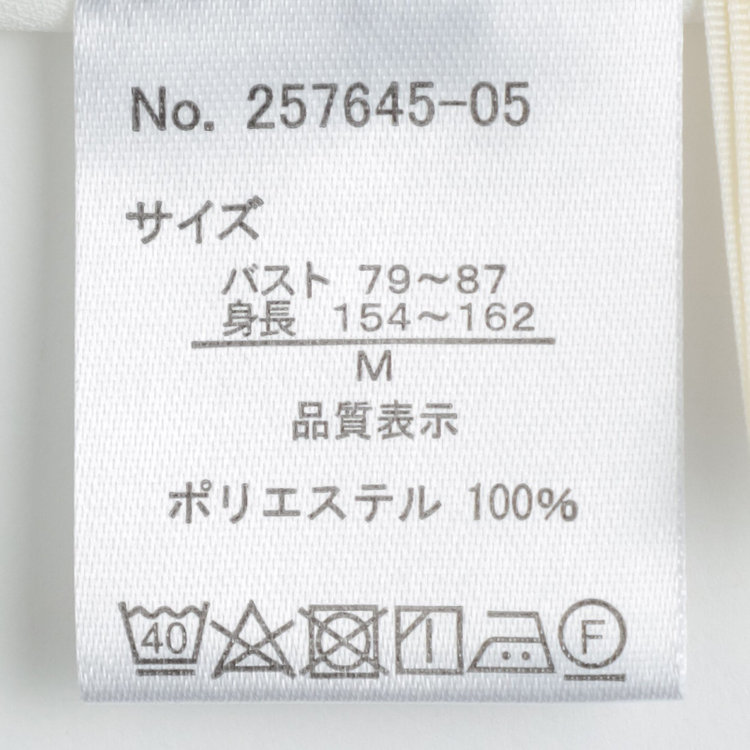 No. 257645-05
サイズ
バスト 79～87
身長 154～162
M
品質表示
ポリエステル 100%
40 F